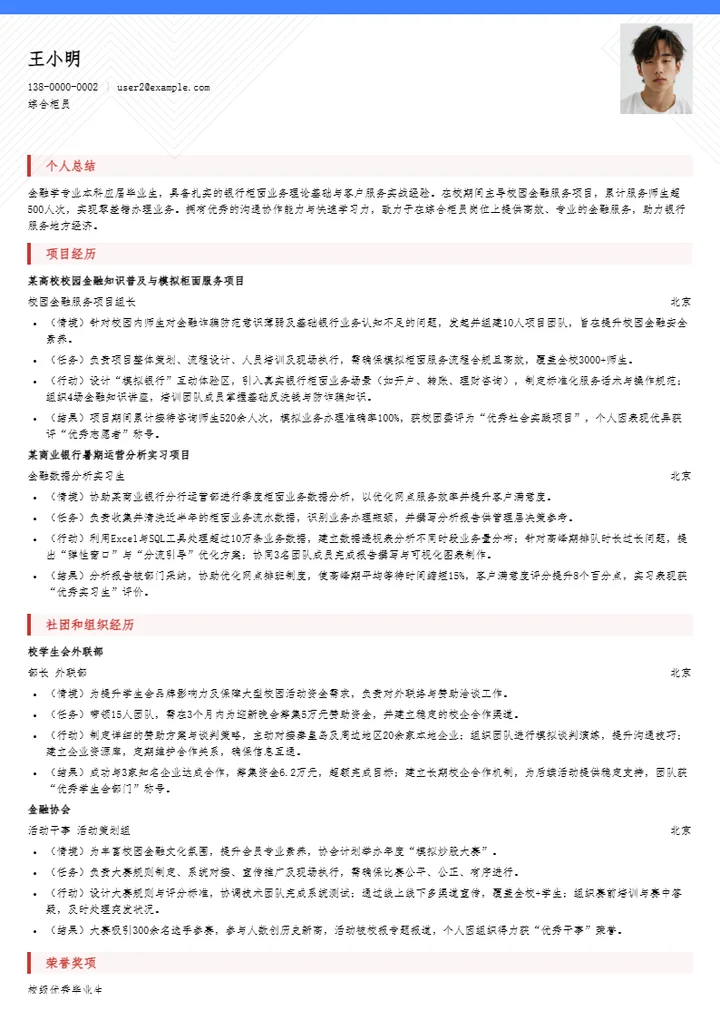 王小明
138-0000-0002 | user2@example.com
综合柜员
个人总结
金融学专业本科应届毕业生，具备扎实的银行柜面业务理论基础与客户服务实战经验。在校期间主导校园金融服务项目，累计服务师生超
500人次，实现零差错办理业务。拥有优秀的沟通协作能力与快速学习力，致力于在综合柜员岗位上提供高效、专业的金融服务，助力银行
服务地方经济。
项目经历
某高校校园金融知识普及与模拟柜面服务项目
校园金融服务项目组长 北京
• （情境）针对校园内师生对金融诈骗防范意识薄弱及基础银行业务认知不足的问题，发起并组建10人项目团队，旨在提升校园金融安全
素养。
• （任务）负责项目整体策划、流程设计、人员培训及现场执行，需确保模拟柜面服务流程合规且高效，覆盖全校3000+师生。
• （行动）设计“模拟银行”互动体验区，引入真实银行柜面业务场景（如开户、转账、理财咨询），制定标准化服务话术与操作规范；
组织4场金融知识讲座，培训团队成员掌握基础反洗钱与防诈骗知识。
• （结果）项目期间累计接待咨询师生520余人次，模拟业务办理准确率100%，获校团委评为“优秀社会实践项目”，个人因表现优异获
评“优秀志愿者”称号。
某商业银行暑期运营分析实习项目
金融数据分析实习生 北京
• （情境）协助某商业银行分行运营部进行季度柜面业务数据分析，以优化网点服务效率并提升客户满意度。
• （任务）负责收集并清洗近半年的柜面业务流水数据，识别业务办理瓶颈，并撰写分析报告供管理层决策参考。
• （行动）利用Excel与SQL工具处理超过10万条业务数据，建立数据透视表分析不同时段业务量分布；针对高峰期排队时长过长问题，提
出“弹性窗口”与“分流引导”优化方案；协同3名团队成员完成报告撰写与可视化图表制作。
• （结果）分析报告被部门采纳，协助优化网点排班制度，使高峰期平均等待时间缩短15%，客户满意度评分提升8个百分点，实习表现获
“优秀实习生”评价。
社团和组织经历
校学生会外联部
部长 外联部 北京
• （情境）为提升学生会品牌影响力及保障大型校园活动资金需求，负责对外联络与赞助洽谈工作。
• （任务）带领15人团队，需在3个月内为迎新晚会筹集5万元赞助资金，并建立稳定的校企合作渠道。
• （行动）制定详细的赞助方案与谈判策略，主动对接秦皇岛及周边地区20余家本地企业；组织团队进行模拟谈判演练，提升沟通技巧；
建立企业资源库，定期维护合作关系，确保信息互通。
• （结果）成功与3家知名企业达成合作，筹集资金6.2万元，超额完成目标；建立长期校企合作机制，为后续活动提供稳定支持，团队获
“优秀学生会部门”称号。
金融协会
活动干事 活动策划组 北京
• （情境）为丰富校园金融文化氛围，提升会员专业素养，协会计划举办年度“模拟炒股大赛”。
• （任务）负责大赛规则制定、系统对接、宣传推广及现场执行，需确保比赛公平、公正、有序进行。
• （行动）设计大赛规则与评分标准，协调技术团队完成系统测试；通过线上线下多渠道宣传，覆盖全校+学生；组织赛前培训与赛中答
疑，及时处理突发状况。
• （结果）大赛吸引300余名选手参赛，参与人数创历史新高，活动被校报专题报道，个人因组织得力获“优秀干事”荣誉。
荣誉奖项
校级优秀毕业生